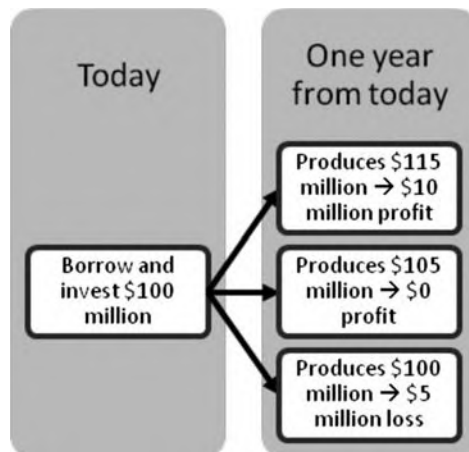 Today
One year
from today
Borrow and
invest $100
million
Produces $115
million → $10
million profit
Produces $105
million → $0
profit
Produces $100
million → $5
million loss